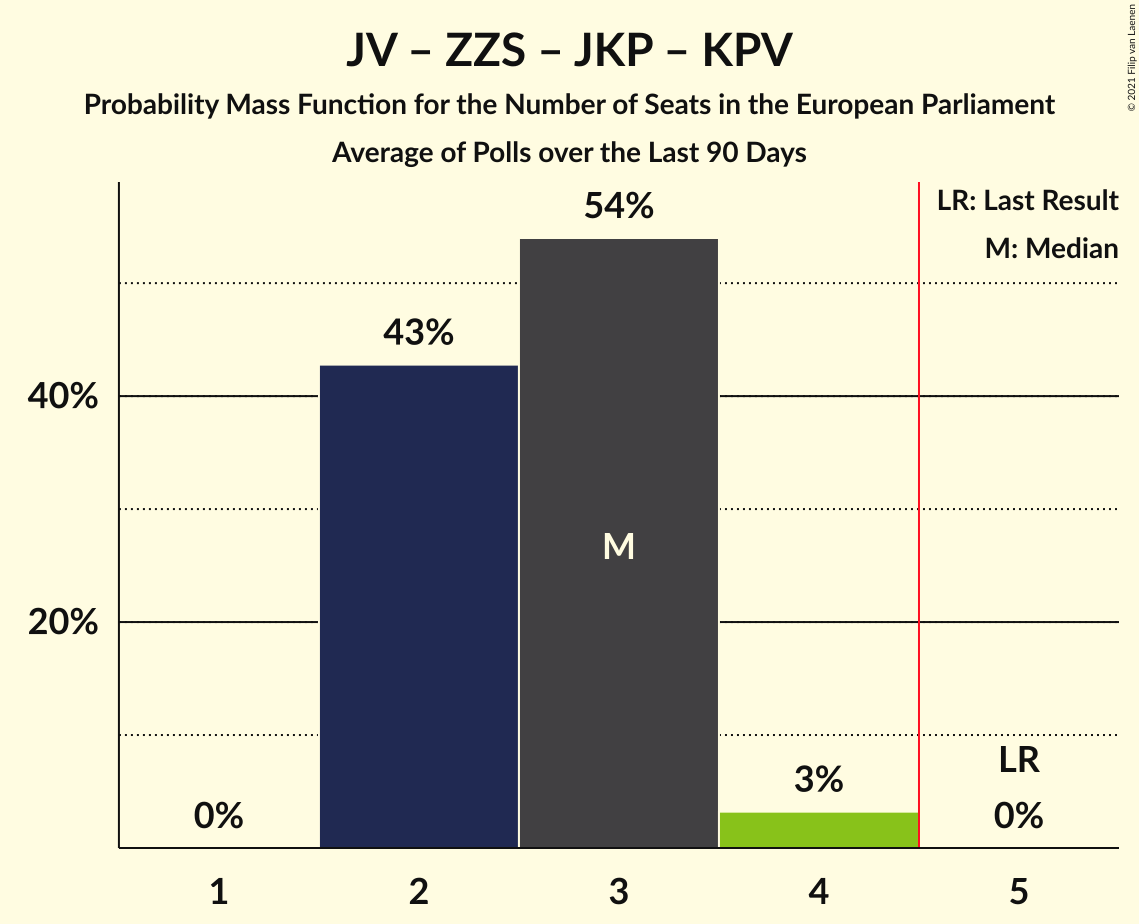 JV – ZZS – JKP – KPV
Probability Mass Function for the Number of Seats in the European Parliament
Average of Polls over the Last 90 Days
© 2021 Filip van Laenen
LR: Last Result
M: Median
54%
43%
40%
M
20%
LR
3%
0%
0%
1
2
3
4
5